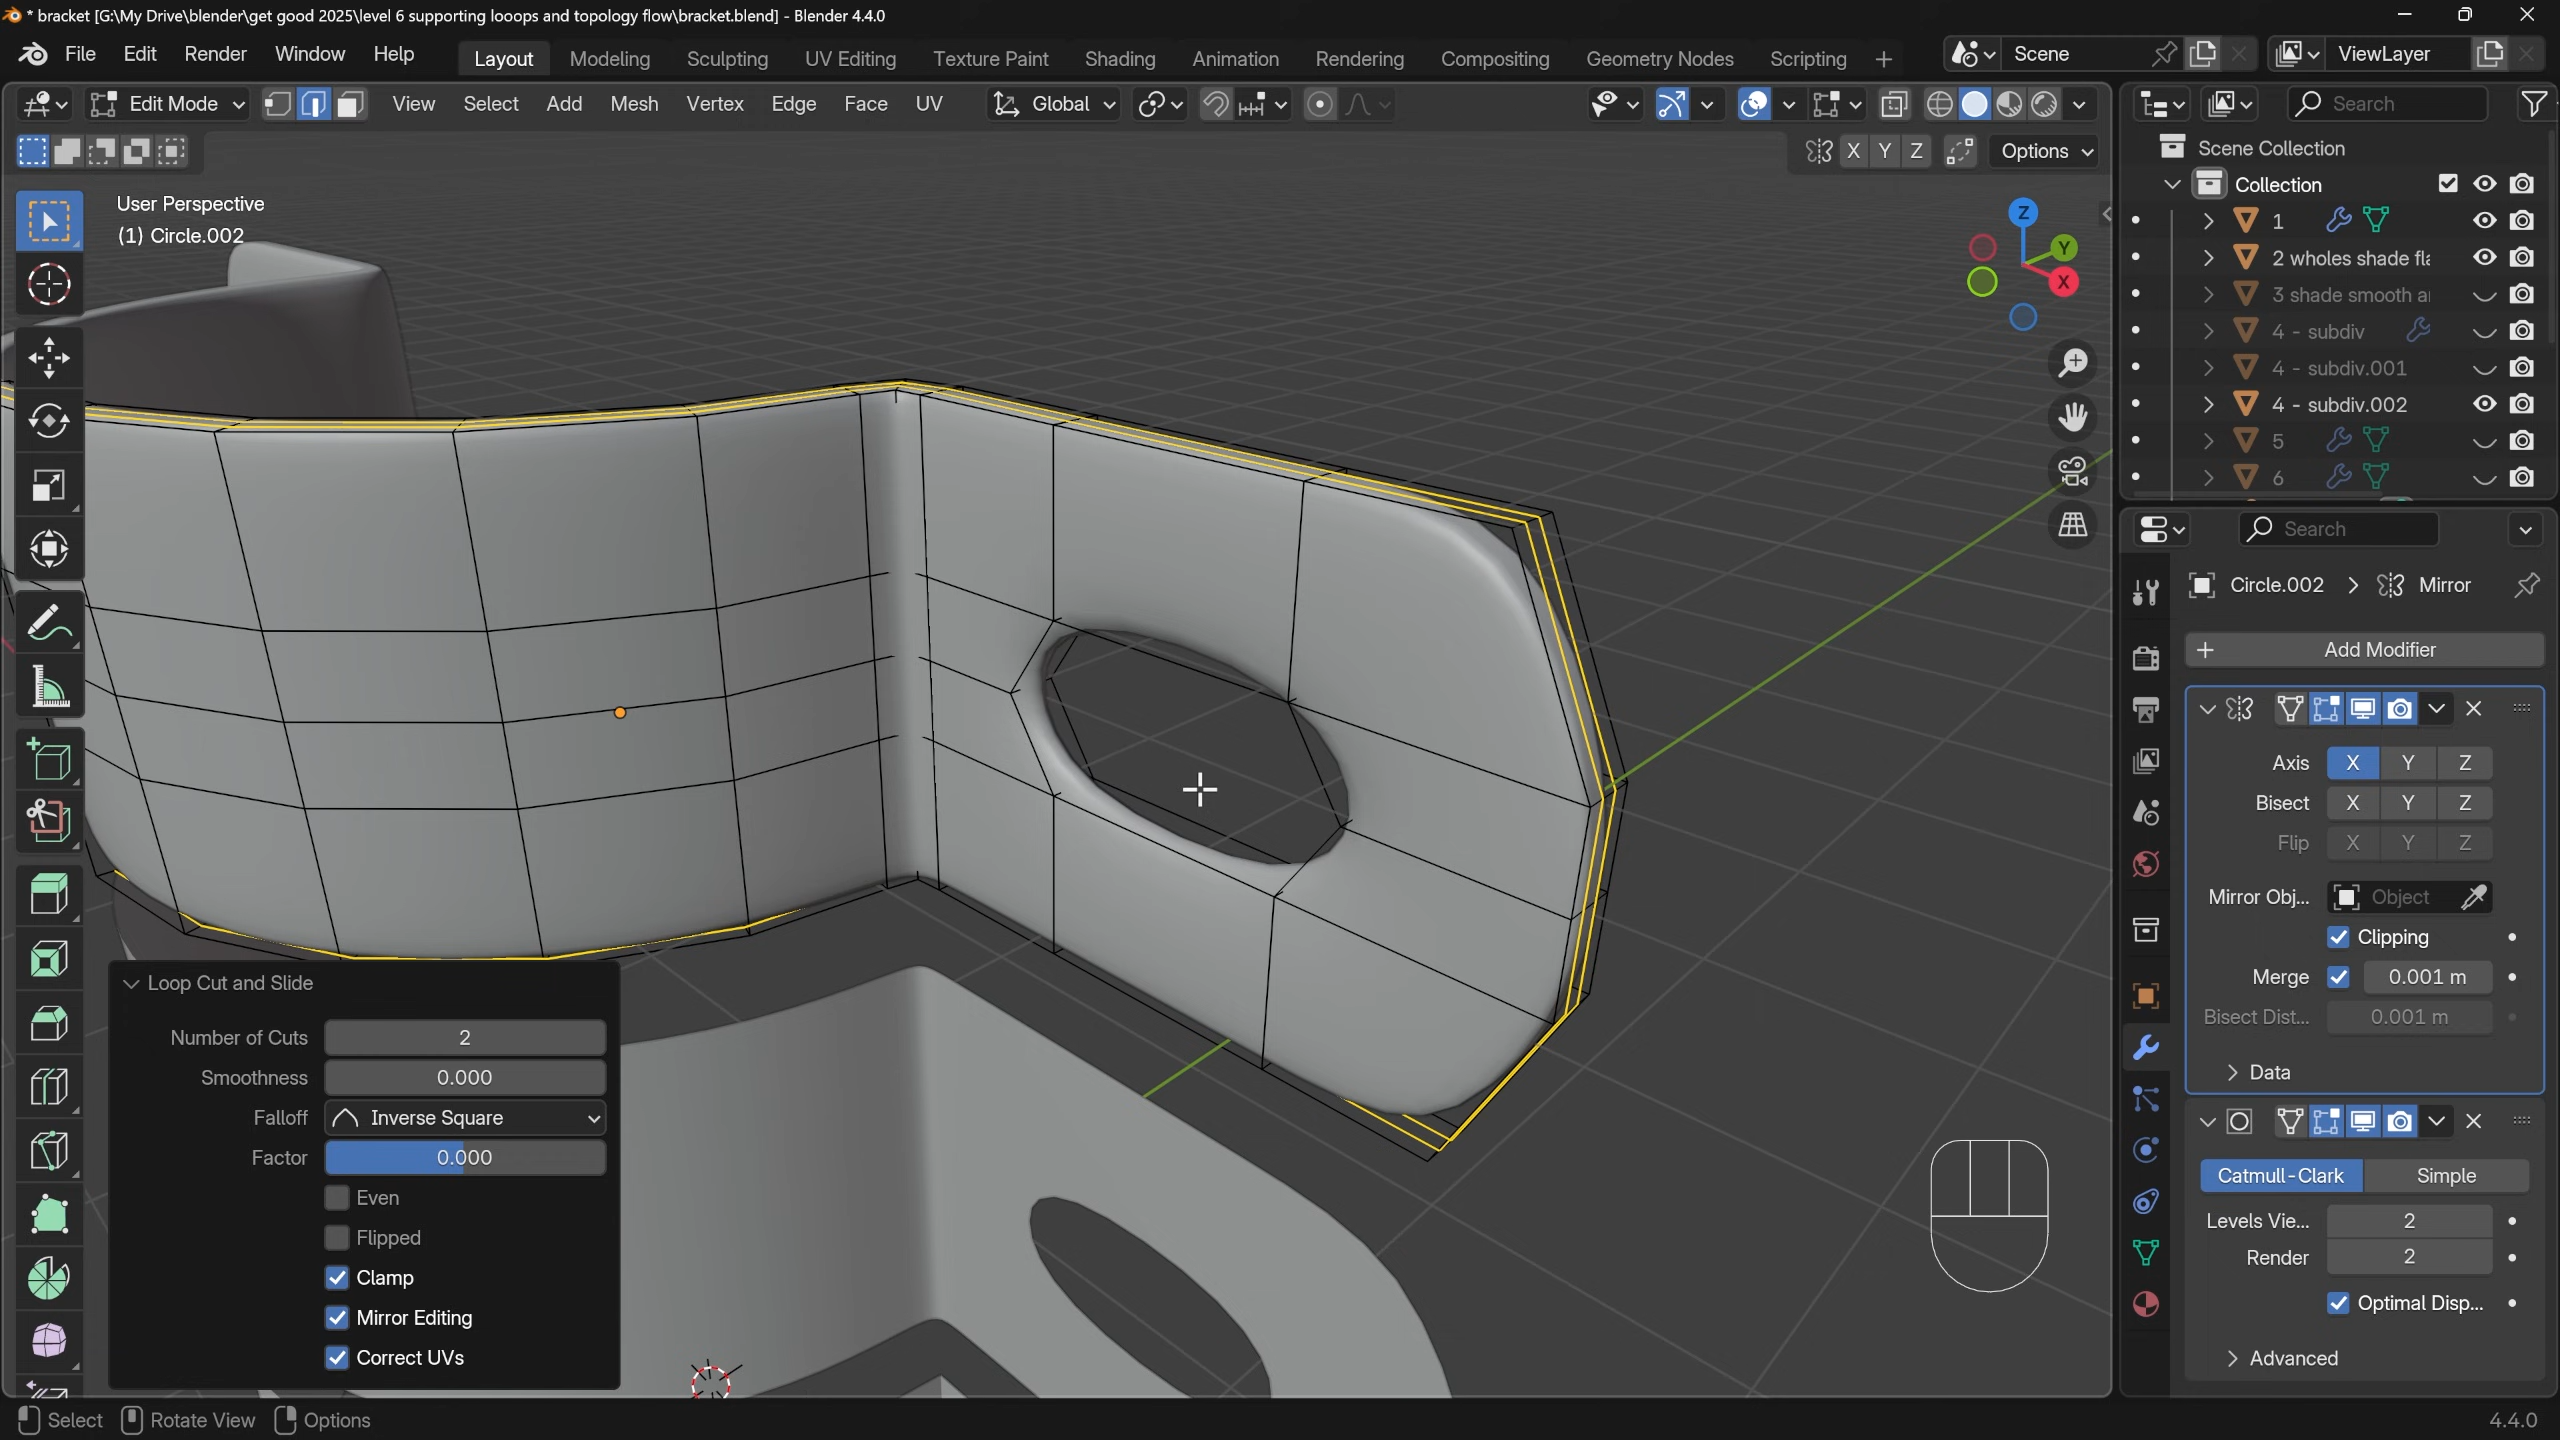 * bracket [G:\My Drive\blender\get good 2025\level 6 supporting looops and topology flow\bracket.blend] - Blender 4.4.0
File Edit Render Window Help
Layout Modeling Sculpting UV Editing Texture Paint Shading Animation Rendering Compositing Geometry Nodes Scripting +
Scene
ViewLayer
Edit Mode
View Select Add Mesh Vertex Edge Face UV
Global
Search
X Y Z
Options
User Perspective
(1) Circle.002
Z
Y
X
Scene Collection
Collection
1
2 wholes shade fla
3 shade smooth a
4 - subdiv
4 - subdiv.001
4 - subdiv.002
5
6
Search
Circle.002 > Mirror
+ Add Modifier
Axis X Y Z
Bisect X Y Z
Flip X Y Z
Mirror Obj... Object
Clipping
Merge 0.001 m
Bisect Dist... 0.001 m
Data
Catmull-Clark Simple
Levels Vie... 2
Render 2
Optimal Disp...
Advanced
Loop Cut and Slide
Number of Cuts 2
Smoothness 0.000
Falloff Inverse Square
Factor 0.000
Even
Flipped
Clamp
Mirror Editing
Correct UVs
Select Rotate View Options
4.4.0